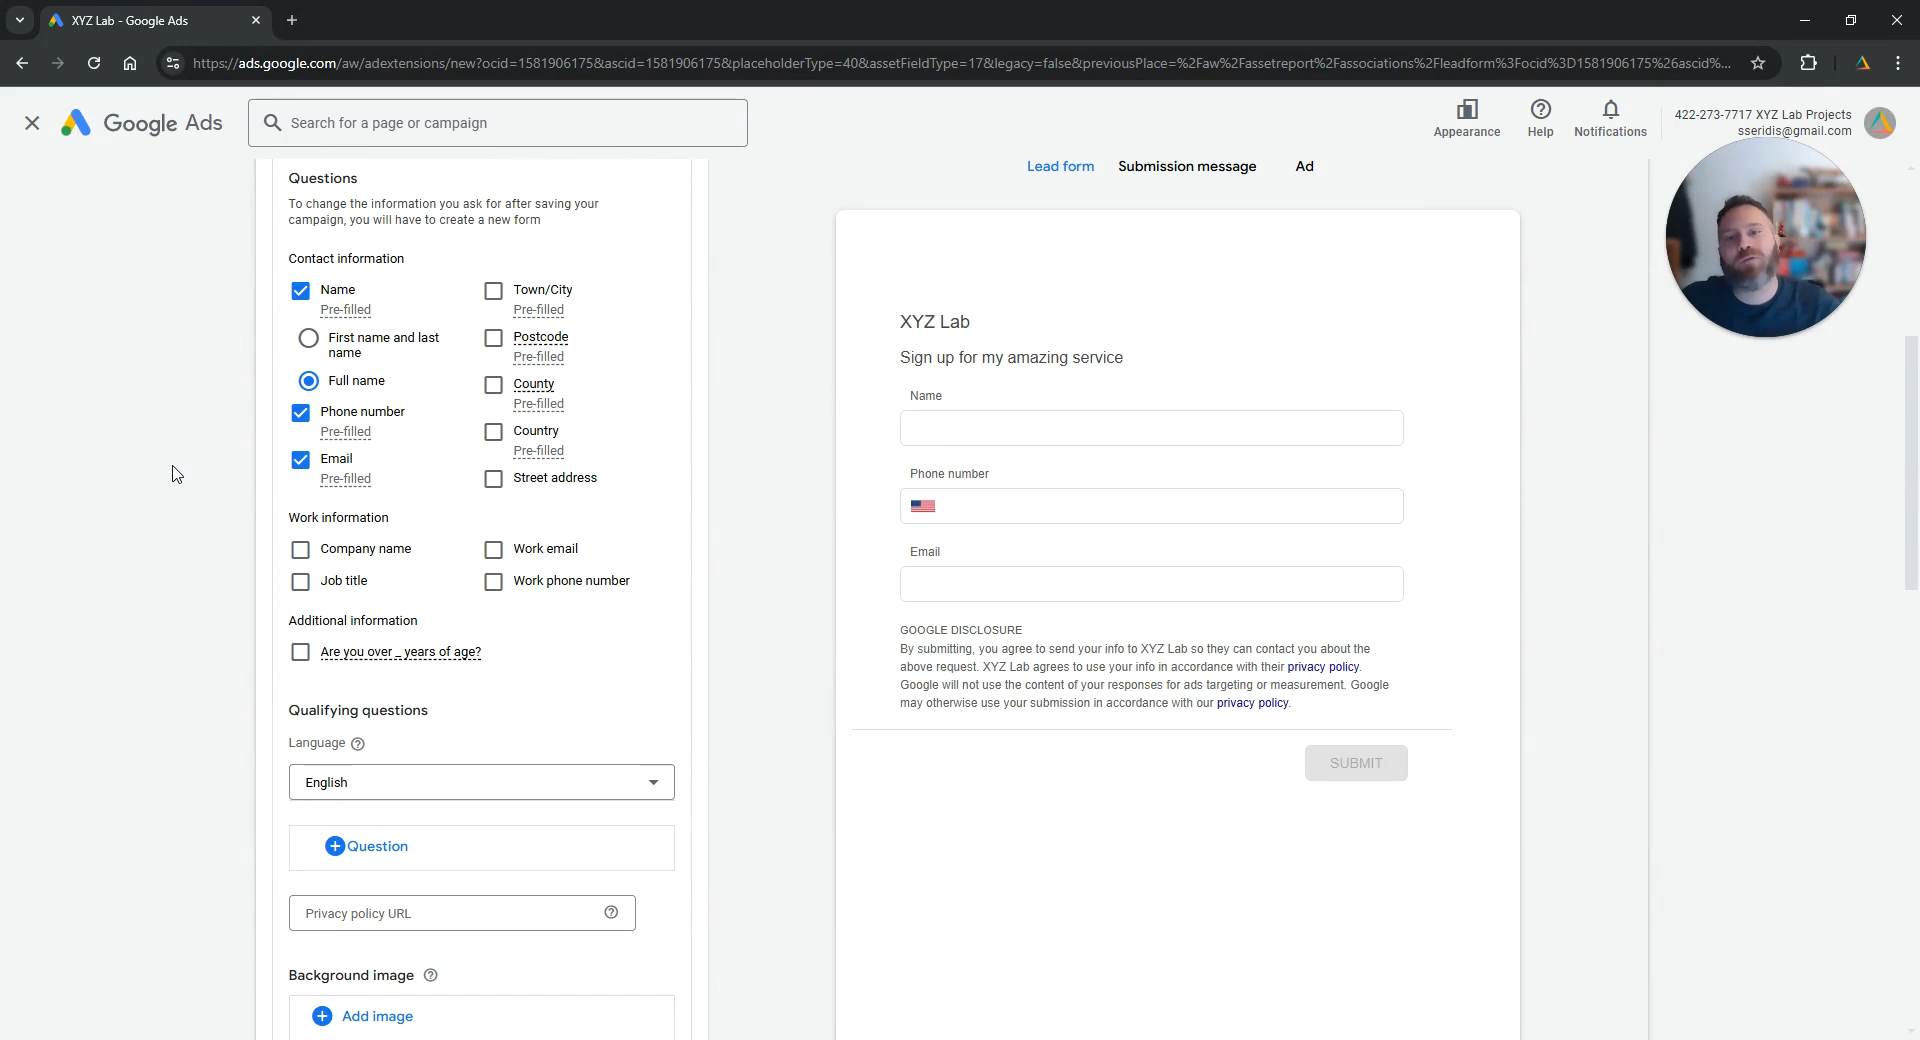 XYZ Lab - Google Ads
https://ads.google.com/aw/adextensions/new?ocid=1581906175&ascid=1581906175&placeholderType=40&assetFieldType=17&legacy=false&previousPlace=%2Faw%2Fassetreport%2Fassociations%2Fleadform%3Focid%3D1581906175%26ascid%...
Google Ads
Search for a page or campaign
Appearance
Help
Notifications
422-273-7717 XYZ Lab Projects
sseridis@gmail.com
Questions
To change the information you ask for after saving your
campaign, you will have to create a new form
Contact information
Name
Pre-filled
First name and last
name
Full name
Phone number
Pre-filled
Email
Pre-filled
Town/City
Pre-filled
Postcode
Pre-filled
County
Pre-filled
Country
Pre-filled
Street address
Work information
Company name
Work email
Job title
Work phone number
Additional information
Are you over _ years of age?
Qualifying questions
Language
English
Question
Privacy policy URL
Background image
Add image
Lead form
Submission message
Ad
XYZ Lab
Sign up for my amazing service
Name
Phone number
Email
GOOGLE DISCLOSURE
By submitting, you agree to send your info to XYZ Lab so they can contact you about the
above request. XYZ Lab agrees to use your info in accordance with their privacy policy.
Google will not use the content of your responses for ads targeting or measurement. Google
may otherwise use your submission in accordance with our privacy policy.
SUBMIT